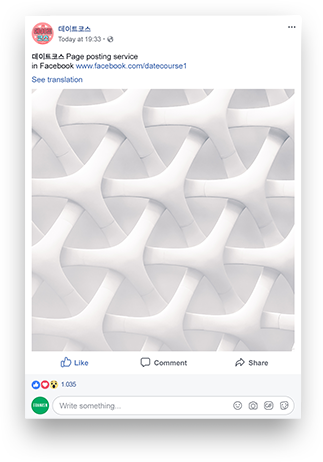 데이트코스
Today at 19:33
데이트코스 Page posting service
in Facebook www.facebook.com/datecourse1
See translation
Like Comment Share
1.035
Write something...